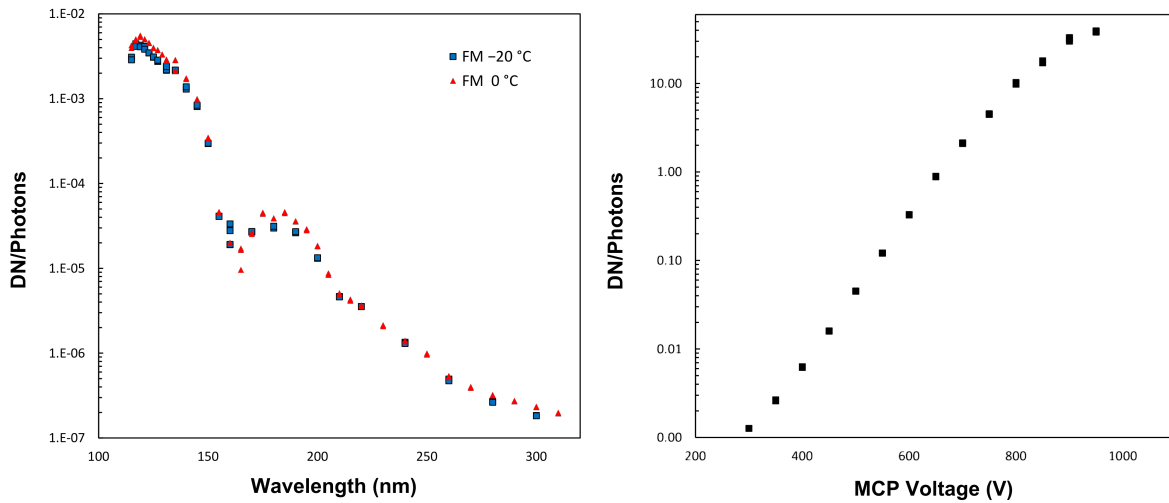 1.E−02
1.E−03
1.E−04
1.E−05
1.E−06
1.E−07
DN/Photons
100
150
200
250
300
Wavelength (nm)
FM −20 °C
FM 0 °C
10.00
1.00
0.10
0.01
0.00
DN/Photons
200
400
600
800
1000
MCP Voltage (V)